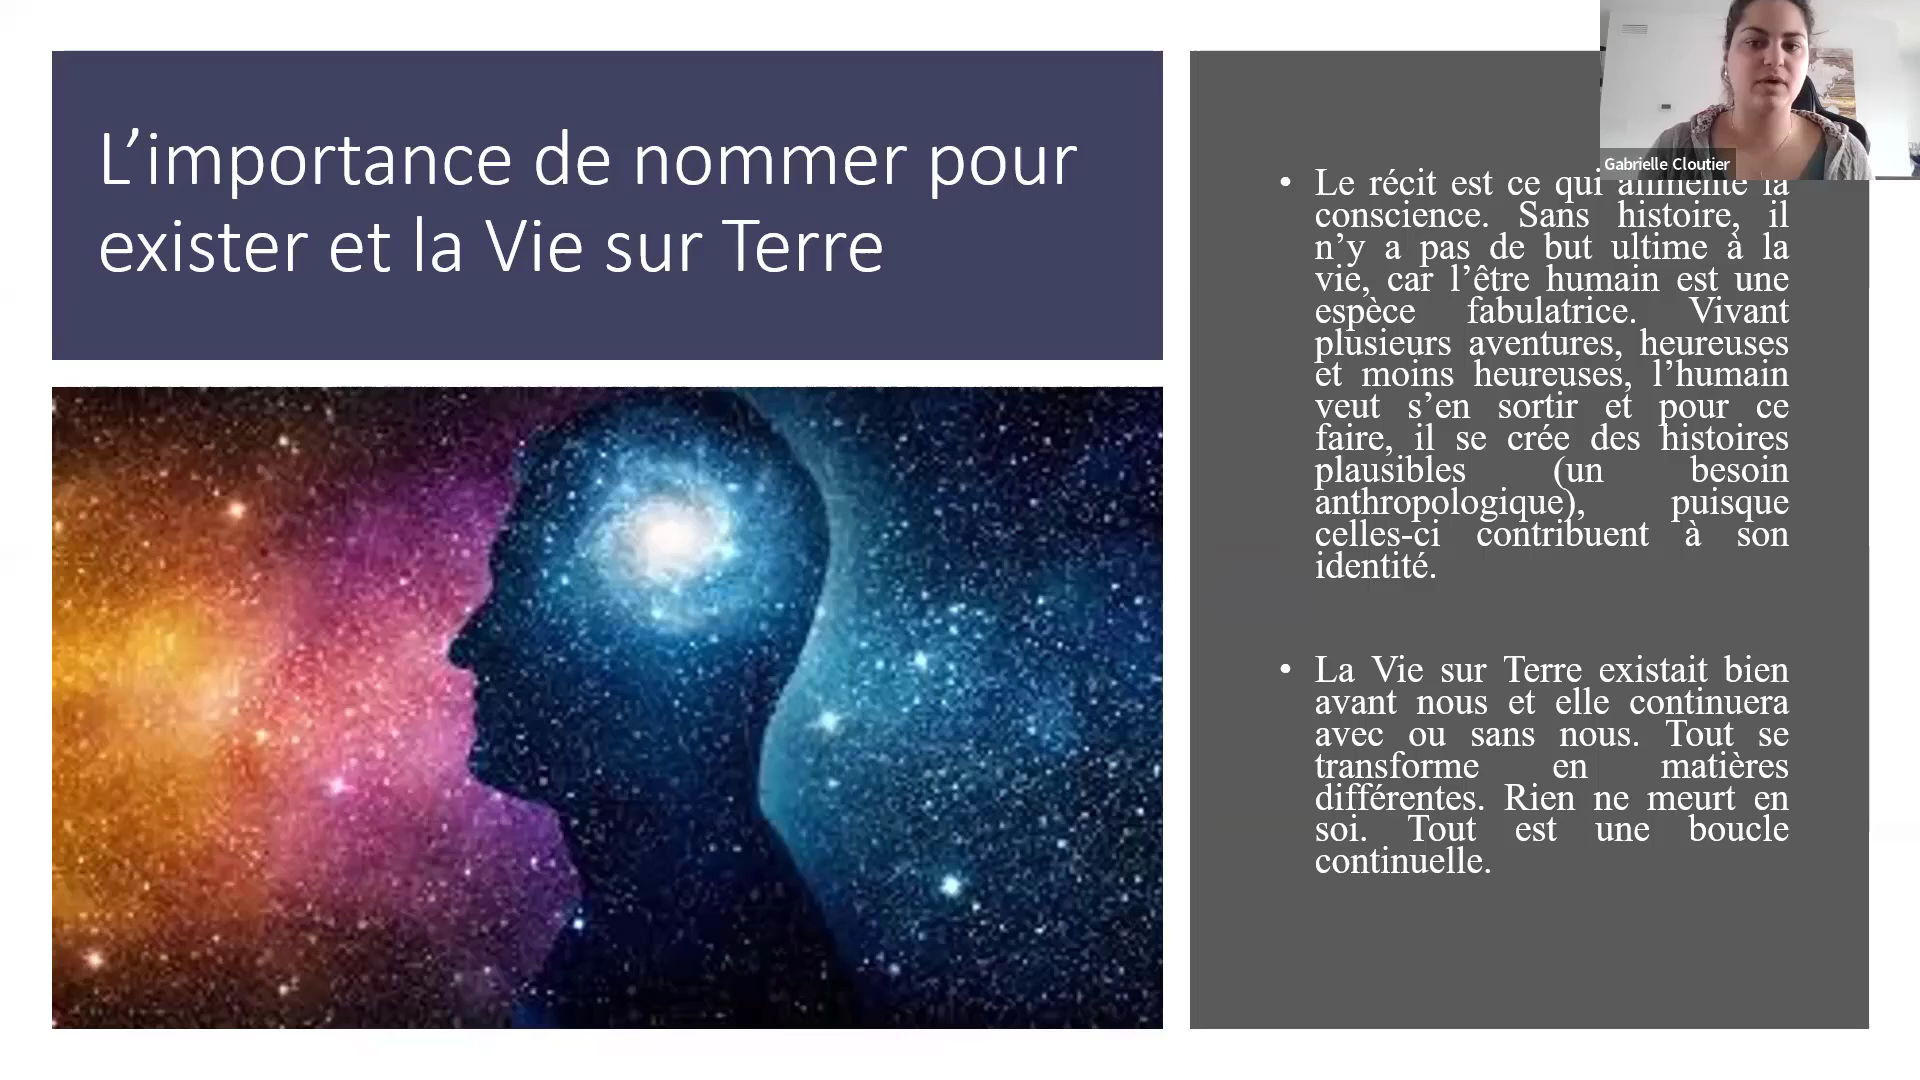 L’importance de nommer pour
exister et la Vie sur Terre
Gabrielle Cloutier
• Le récit est ce qui alimente la
conscience. Sans histoire, il
n’y a pas de but ultime à la
vie, car l’être humain est une
espèce fabulatrice. Vivant
plusieurs aventures, heureuses
et moins heureuses, l’humain
veut s’en sortir et pour ce
faire, il se crée des histoires
plausibles (un besoin
anthropologique), puisque
celles-ci contribuent à son
identité.
• La Vie sur Terre existait bien
avant nous et elle continuera
avec ou sans nous. Tout se
transforme en matières
différentes. Rien ne meurt en
soi. Tout est une boucle
continuelle.